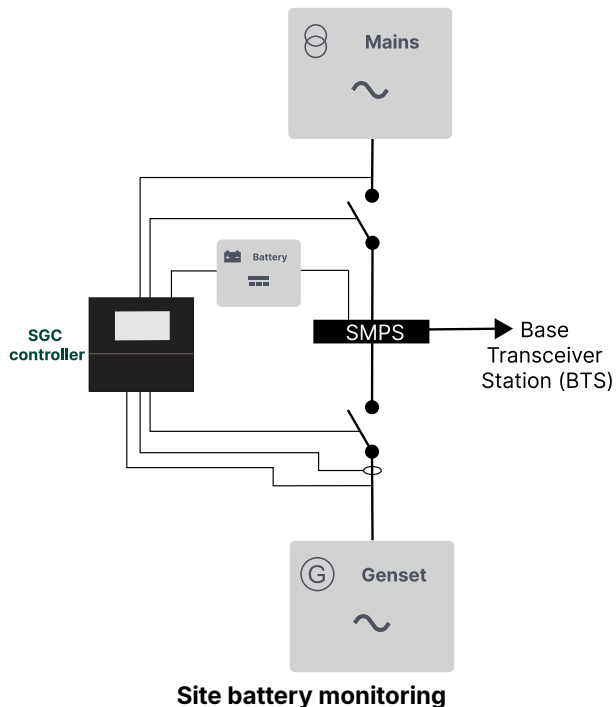 Mains
Battery
SGC
controller
SMPS
Base
Transceiver
Station (BTS)
G
Genset
Site battery monitoring